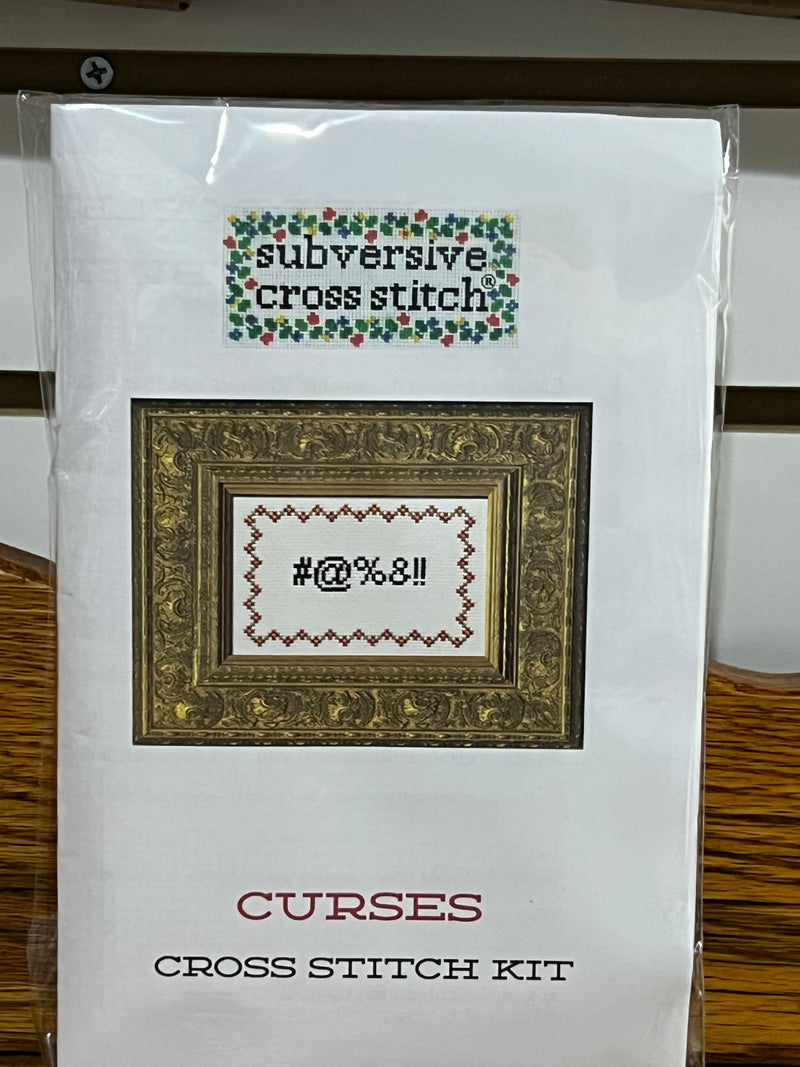 subversive
cross stitch®
#@%&!!
CURSES
CROSS STITCH KIT